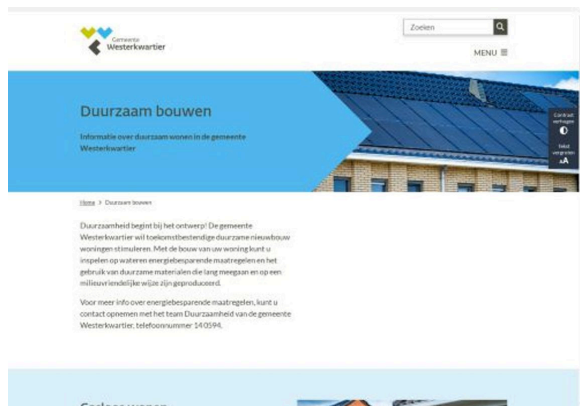 Gemeente
Westerkwartier
Zoeken
MENU
Duurzaam bouwen
Informatie over duurzaam wonen in de gemeente
Westerkwartier
Contrast
verhogen
Tekst
vergroten
AA
Home > Duurzaam bouwen
Duurzaamheid begint bij het ontwerp! De gemeente
Westerkwartier wil toekomstbestendige duurzame nieuwbouw
woningen stimuleren. Met de bouw van uw woning kunt u
inspelen op wateren energiebesparende maatregelen en het
gebruik van duurzame materialen die lang meegaan en op een
milieuvriendelijke wijze zijn geproduceerd.
Voor meer info over energiebesparende maatregelen, kunt u
contact opnemen met het team Duurzaamheid van de gemeente
Westerkwartier, telefoonnummer 14 0594.